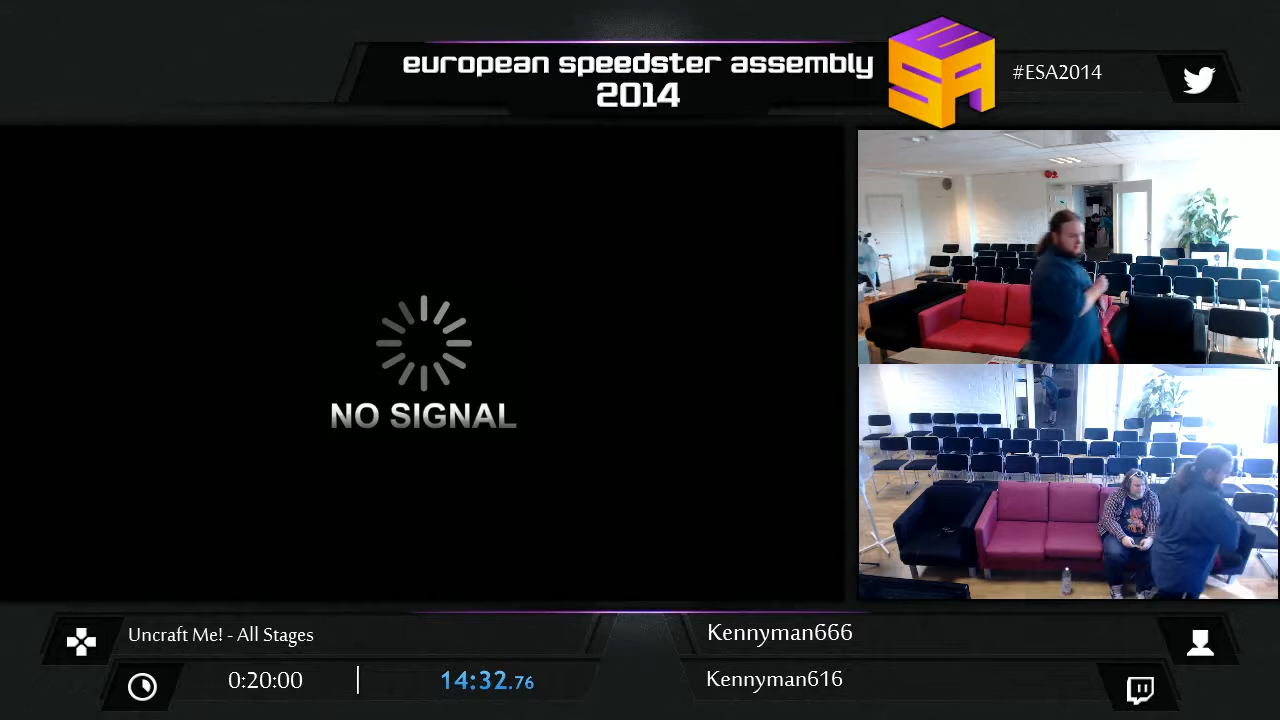 european speedster assembly
2014
ESA
#ESA2014
NO SIGNAL
Uncraft Me! - All Stages
0:20:00
14:32.76
Kennyman666
Kennyman616